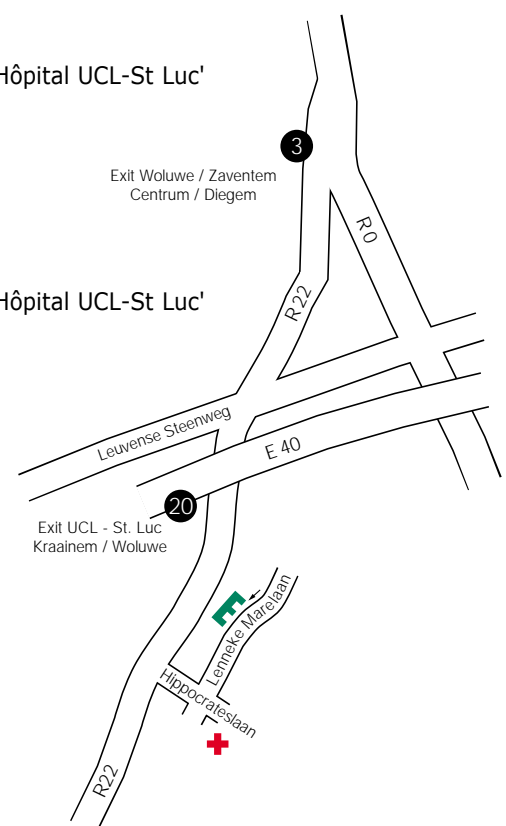 Hôpital UCL-St Luc'
3
Exit Woluwe / Zaventem
Centrum / Diegem
R0
Hôpital UCL-St Luc'
R22
Leuvense Steenweg
E 40
20
Exit UCL - St. Luc
Kraainem / Woluwe
Lenneke Marelaan
Hippocrateslaan
R22